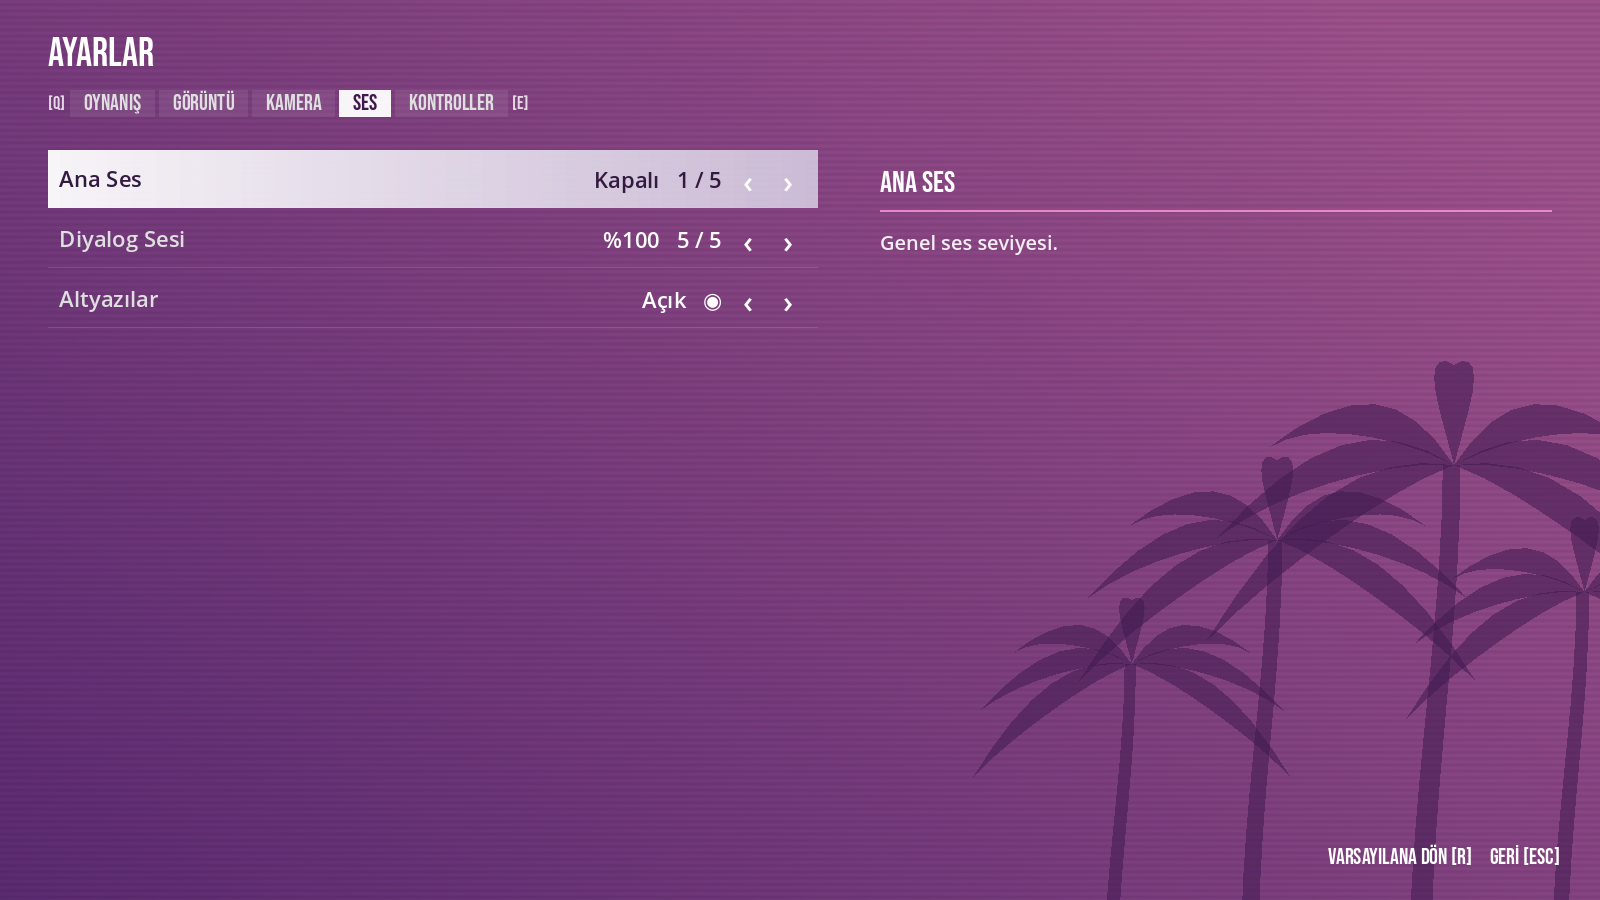 AYARLAR
[Q] OYNANIŞ GÖRÜNTÜ KAMERA SES KONTROLLER [E]
Ana Ses Kapalı 1 / 5 ‹ ›
Diyalog Sesi %100 5 / 5 ‹ ›
Altyazılar Açık ◉ ‹ ›
ANA SES
Genel ses seviyesi.
VARSAYILANA DÖN [R] GERİ [ESC]